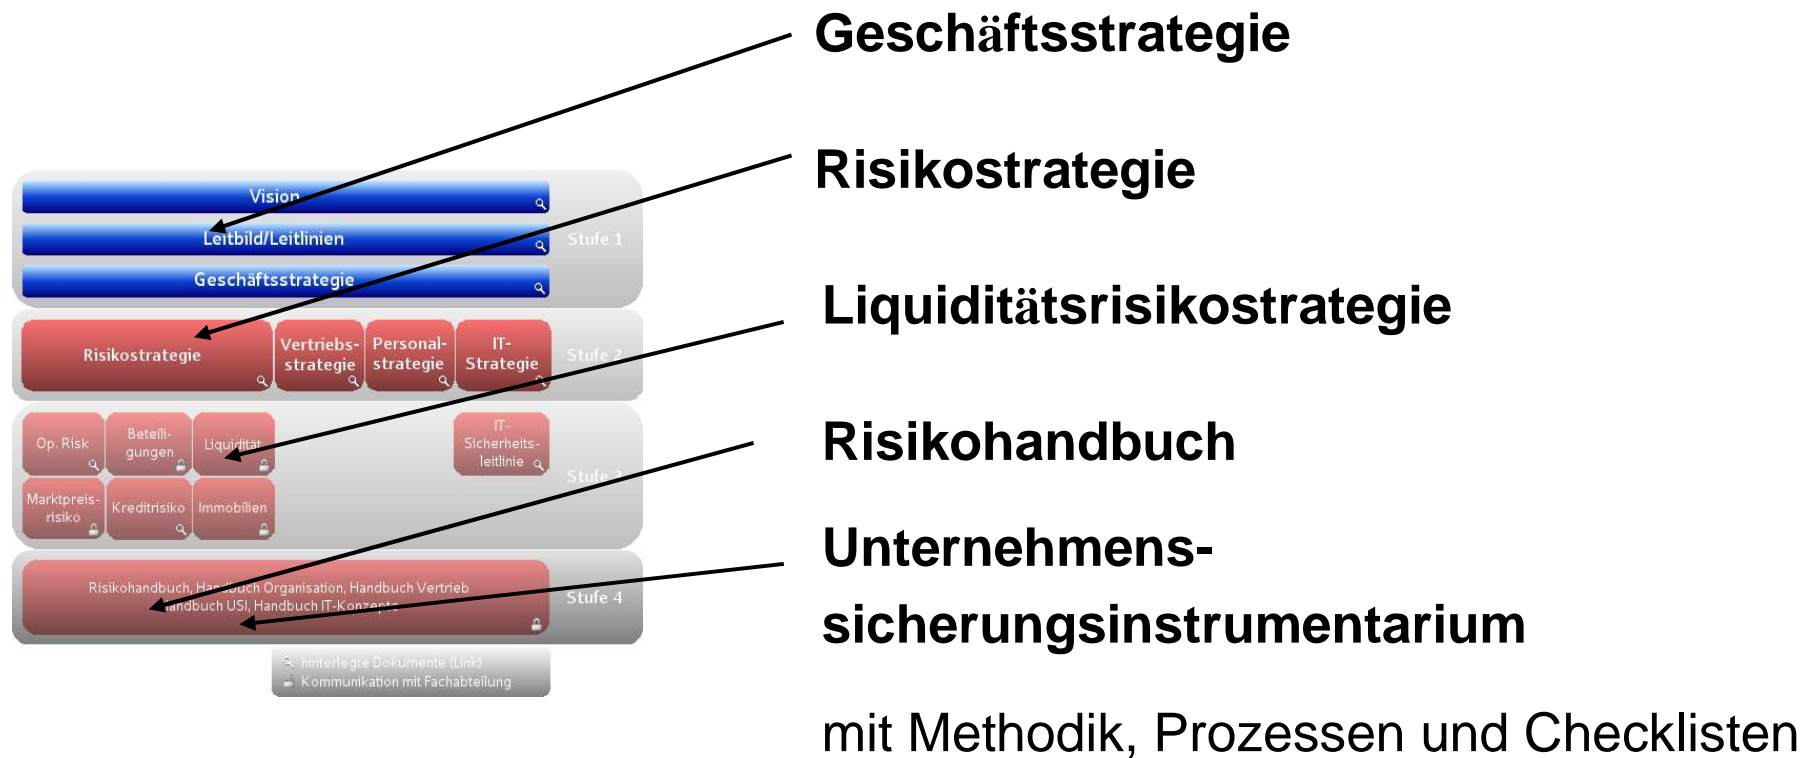 Geschäftsstrategie
Risikostrategie
Liquiditätsrisikostrategie
Risikohandbuch
Unternehmens-
sicherungsinstrumentarium
mit Methodik, Prozessen und Checklisten
Vision
Leitbild/Leitlinien
Geschäftsstrategie
Stufe 1
Risikostrategie
Vertriebs-
strategie
Personal-
strategie
IT-
Strategie
Stufe 2
Op. Risk
Beteili-
gungen
Liquidität
IT-
Sicherheits-
leitlinie
Marktpreis-
risiko
Kreditrisiko
Immobilien
Stufe 3
Risikohandbuch, Handbuch Organisation, Handbuch Vertrieb
Handbuch USI, Handbuch IT-Konzepte
Stufe 4
hinterlegte Dokumente (Link)
Kommunikation mit Fachabteilung